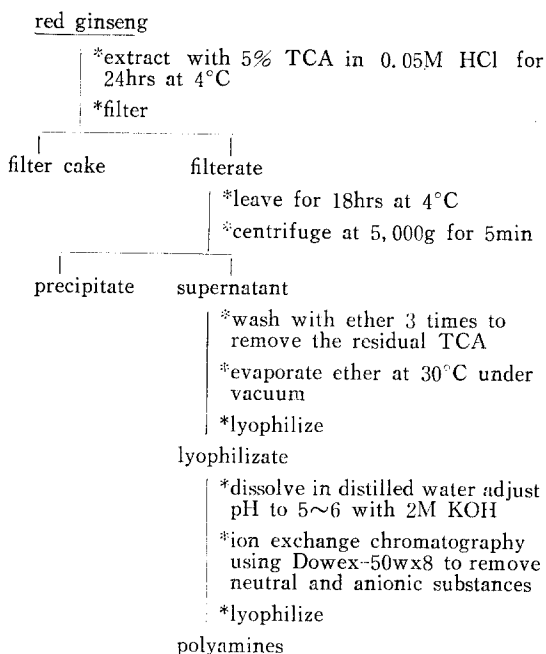 red ginseng
*extract with 5% TCA in 0.05M HCl for
24hrs at 4°C
*filter
filter cake filterate
*leave for 18hrs at 4°C
*centrifuge at 5,000g for 5min
precipitate supernatant
*wash with ether 3 times to
remove the residual TCA
*evaporate ether at 30°C under
vacuum
*lyophilize
lyophilizate
*dissolve in distilled water adjust
pH to 5~6 with 2M KOH
*ion exchange chromatography
using Dowex-50wx8 to remove
neutral and anionic substances
*lyophilize
polyamines